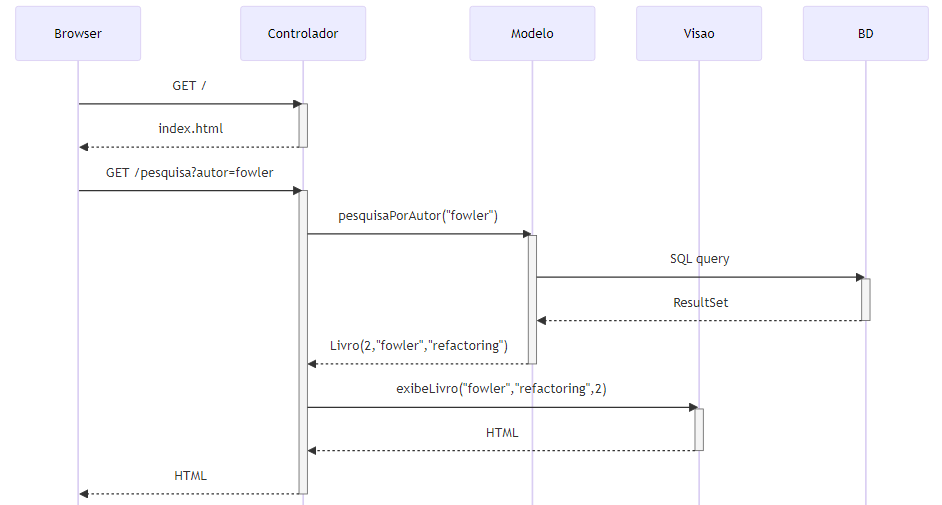 Browser
Controlador
Modelo
Visao
BD
GET /
index.html
GET /pesquisa?autor=fowler
pesquisaPorAutor("fowler")
SQL query
ResultSet
Livro(2,"fowler","refactoring")
exibeLivro("fowler","refactoring",2)
HTML
HTML